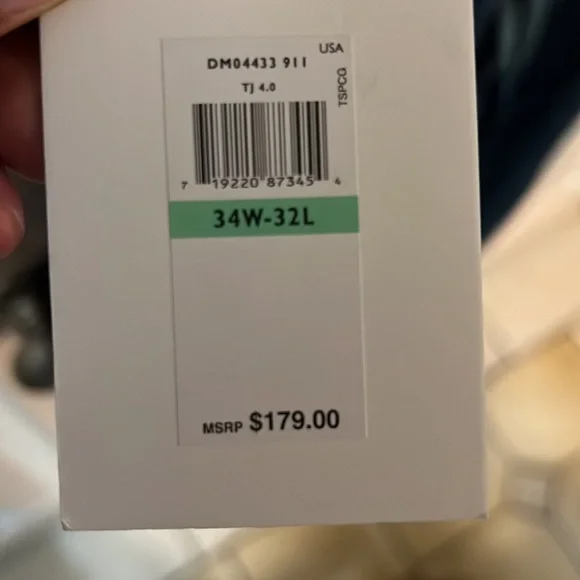 USA
DM04433 911
TJ 4.0
TSPCG
7 19220 87345 4
34W-32L
MSRP $179.00